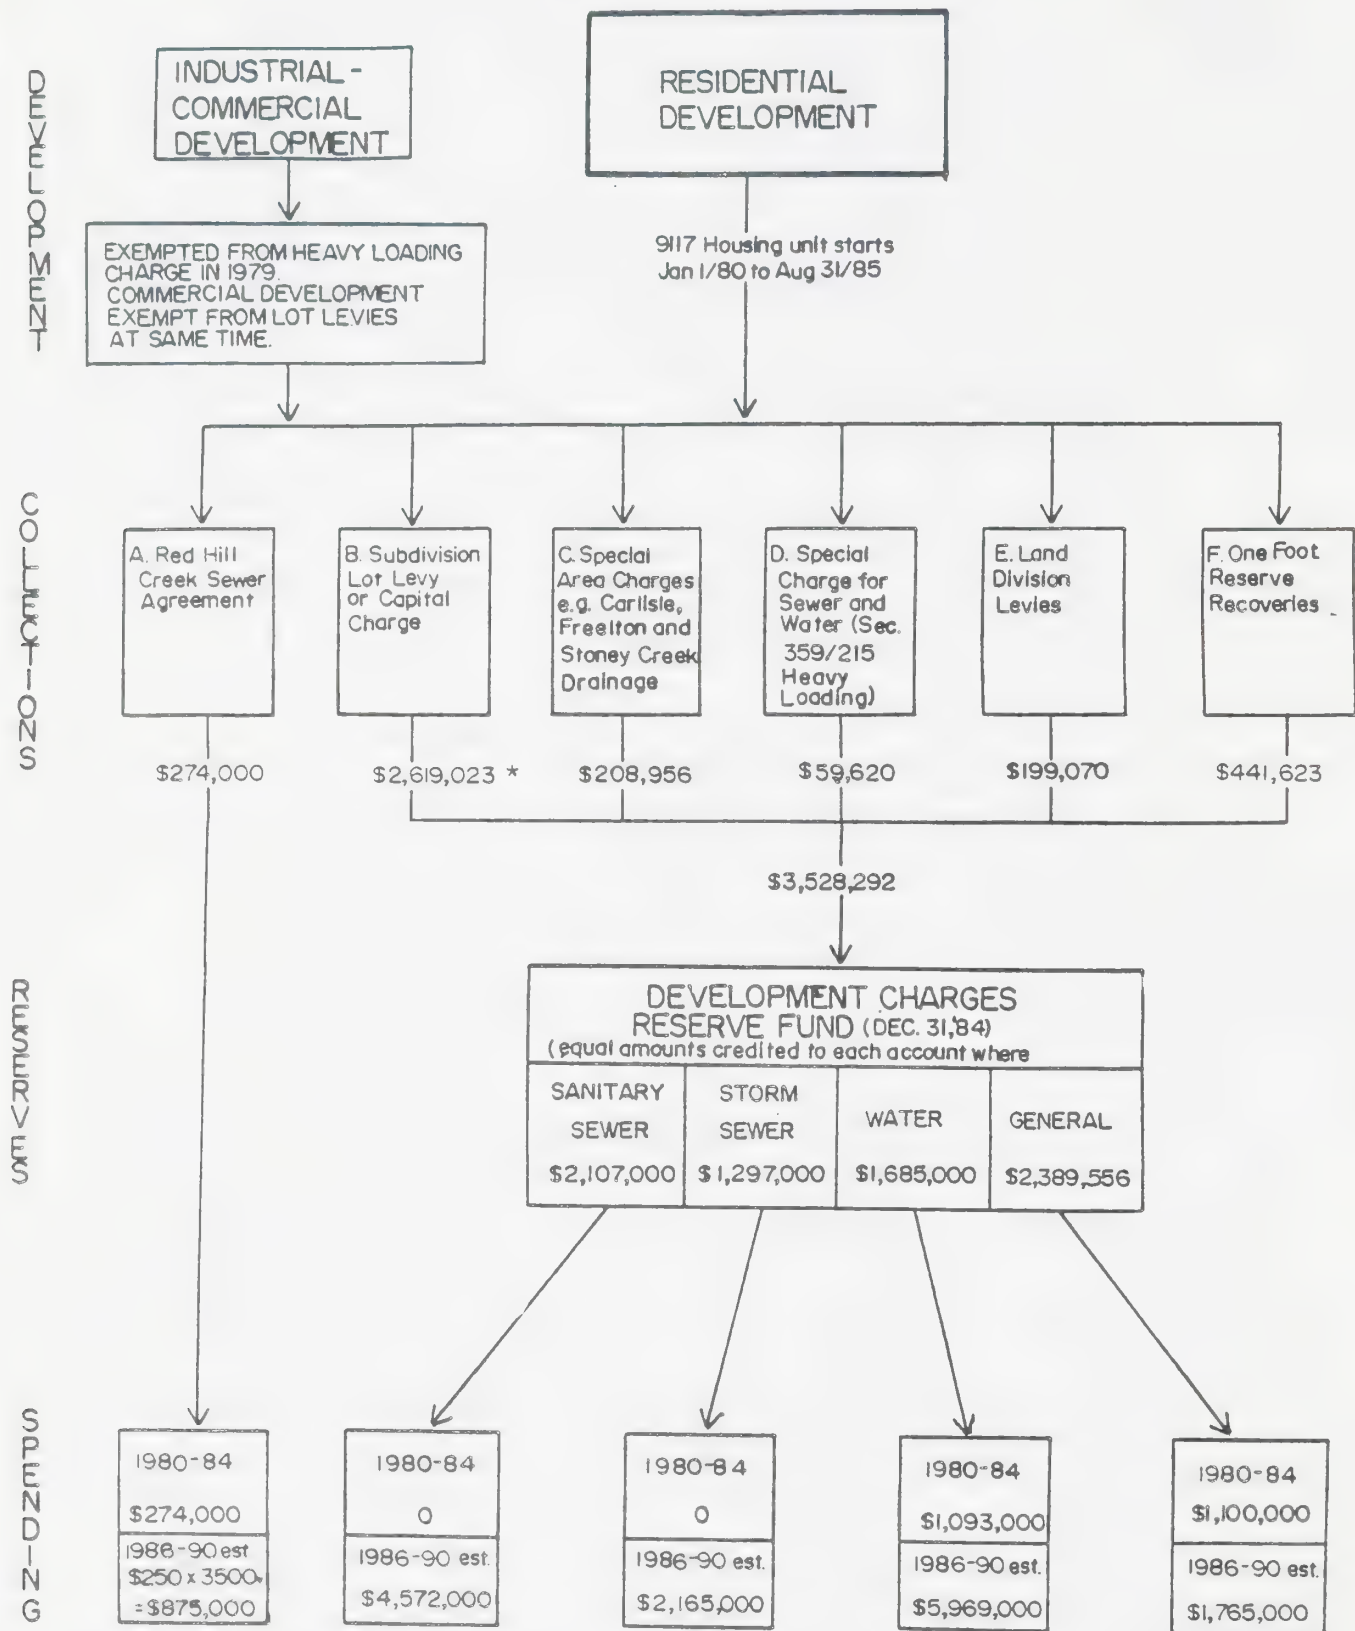 DEVELOPMENT
INDUSTRIAL-
COMMERCIAL
DEVELOPMENT
RESIDENTIAL
DEVELOPMENT
EXEMPTED FROM HEAVY LOADING
CHARGE IN 1979.
COMMERCIAL DEVELOPMENT
EXEMPT FROM LOT LEVIES
AT SAME TIME.
9117 Housing unit starts
Jan 1/80 to Aug 31/85
COLLECTIONS
A. Red Hill
Creek Sewer
Agreement
B. Subdivision
Lot Levy
or Capital
Charge
C. Special
Area Charges
e.g. Carlisle,
Freelton and
Stoney Creek
Drainage
D. Special
Charge for
Sewer and
Water (Sec.
359/215
Heavy
Loading)
E. Land
Division
Levies
F. One Foot
Reserve
Recoveries
$274,000
$2,619,023 *
$208,956
$59,620
$199,070
$441,623
$3,528,292
RESERVES
DEVELOPMENT CHARGES
RESERVE FUND (DEC. 31,'84)
(equal amounts credited to each account where
SANITARY
SEWER
$2,107,000
STORM
SEWER
$1,297,000
WATER
$1,685,000
GENERAL
$2,389,556
SPENDING
1980-84
$274,000
1986-90 est
$250 x 3500
=$875,000
1980-84
0
1986-90 est.
$4,572,000
1980-84
0
1986-90 est.
$2,165,000
1980-84
$1,093,000
1986-90 est.
$5,969,000
1980-84
$1,100,000
1986-90 est.
$1,765,000